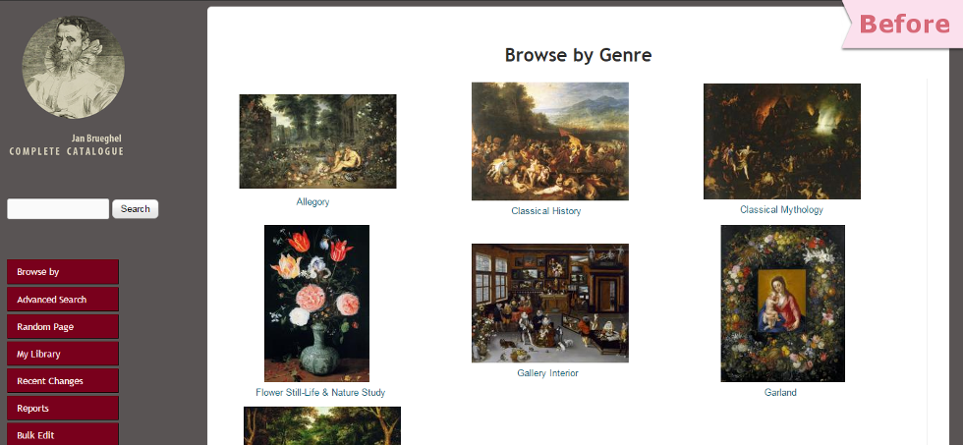 Before
Jan Brueghel
COMPLETE CATALOGUE
Search
Browse by
Advanced Search
Random Page
My Library
Recent Changes
Reports
Bulk Edit
Browse by Genre
Allegory
Classical History
Classical Mythology
Flower Still-Life & Nature Study
Gallery Interior
Garland